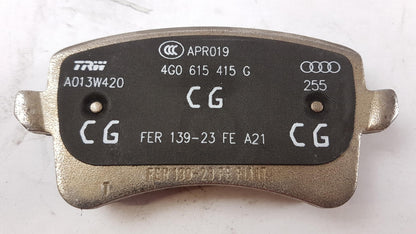 APR019
TRW
4G0 615 415 G
A013W420
255
CG
CG
CG
FER 139-23 FE A21